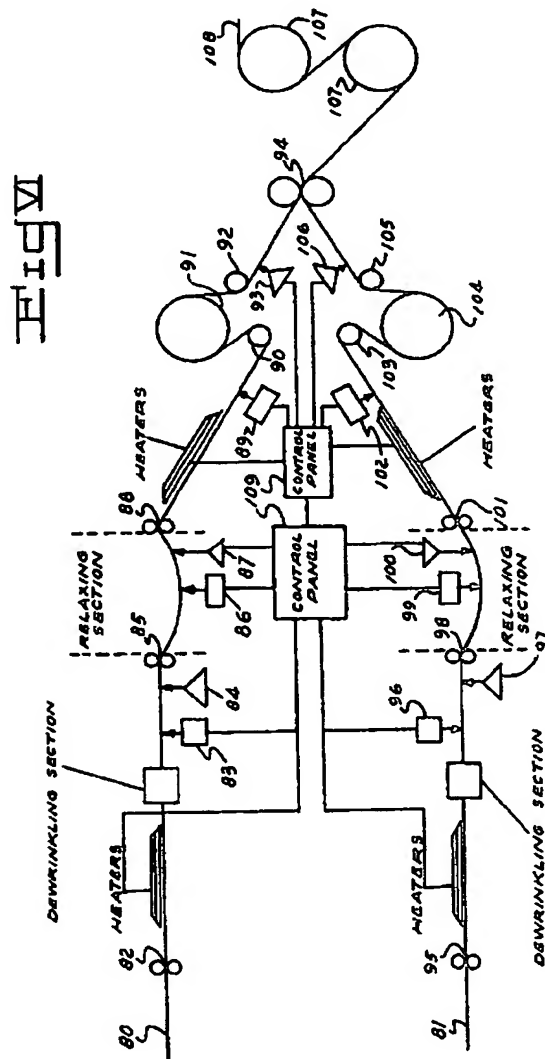 Fig VI
108
107
107
94
92
91
105
106
93
104
90
103
HEATERS
89
102
HEATERS
CONTROL
PANEL
109
88
101
CONTROL
PANEL
87
100
RELAXING
SECTION
86
99
RELAXING
SECTION
85
98
84
97
83
96
DEWRINKLING SECTION
DEWRINKLING SECTION
HEATERS
HEATERS
82
95
80
81